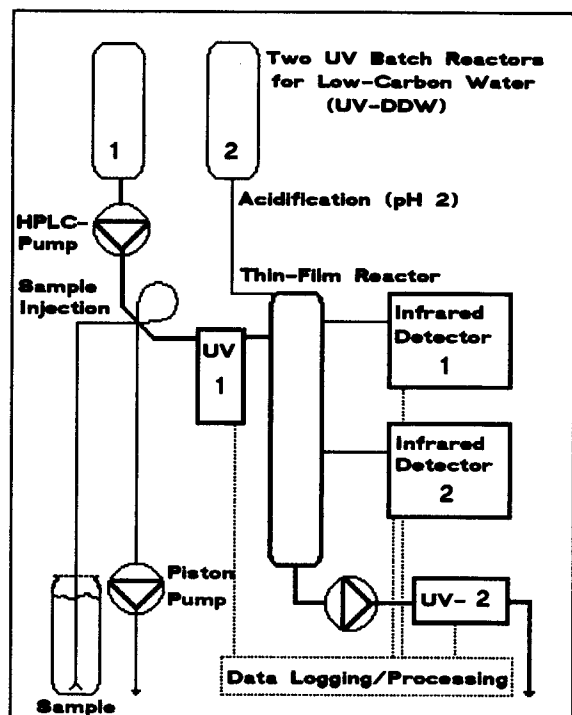 Two UV Batch Reactors
for Low-Carbon Water
(UV-DDW)
1
2
Acidification (pH 2)
HPLC-
Pump
Thin-Film Reactor
Sample
Injection
UV
1
Infrared
Detector
1
Infrared
Detector
2
Piston
Pump
UV- 2
Data Logging/Processing
Sample